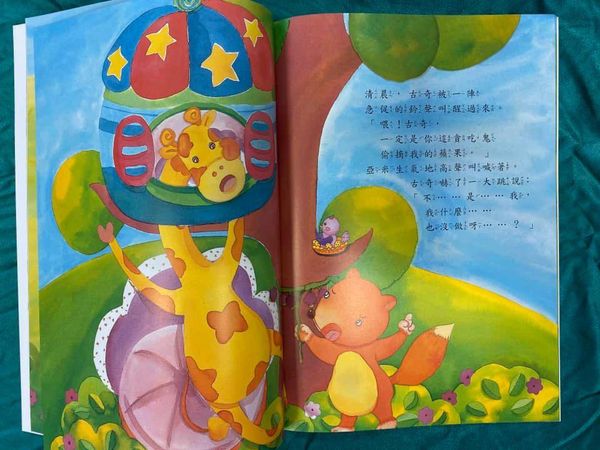 清晨，古奇被一陣
急促的鈴聲叫醒過來。
「喂！古奇，
一定是你這貪吃鬼
偷摘我的蘋果。」
亞米生氣地高聲叫喊著。
古奇赫了一大跳說：
「不……是……我，
我什麼……
也沒做呀……？」